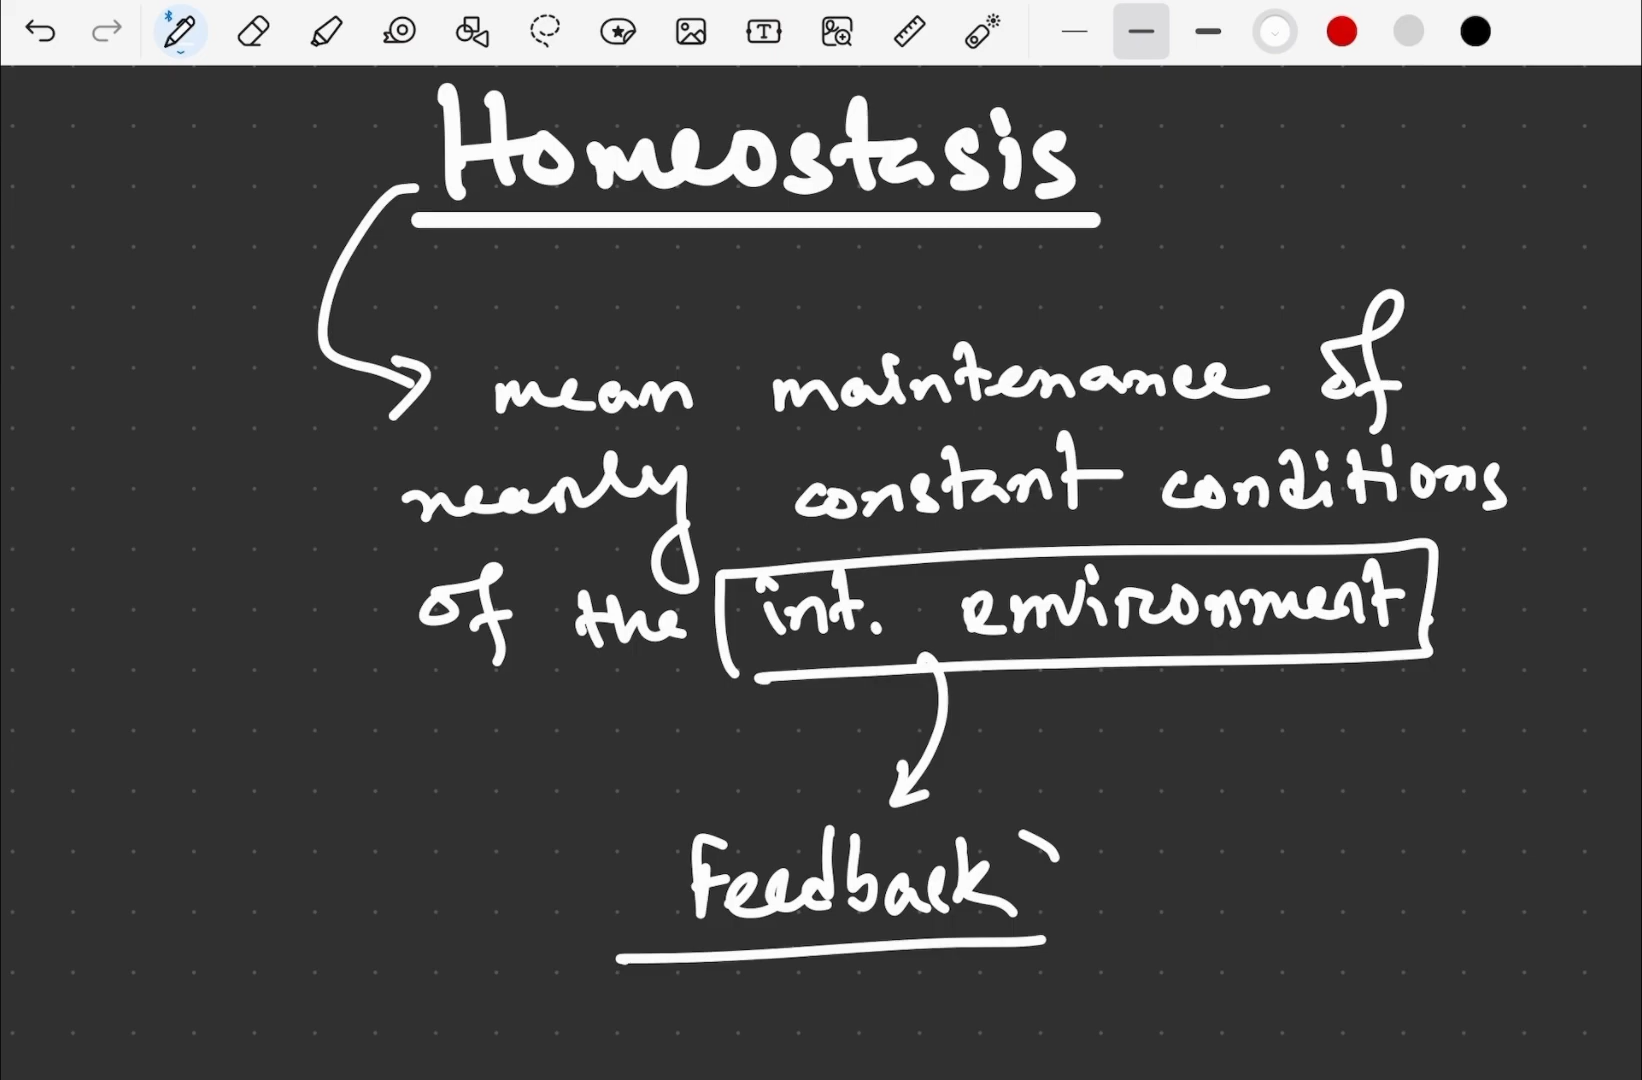 Homeostasis
mean maintenance of
nearly constant conditions
of the int. environment
Feedback